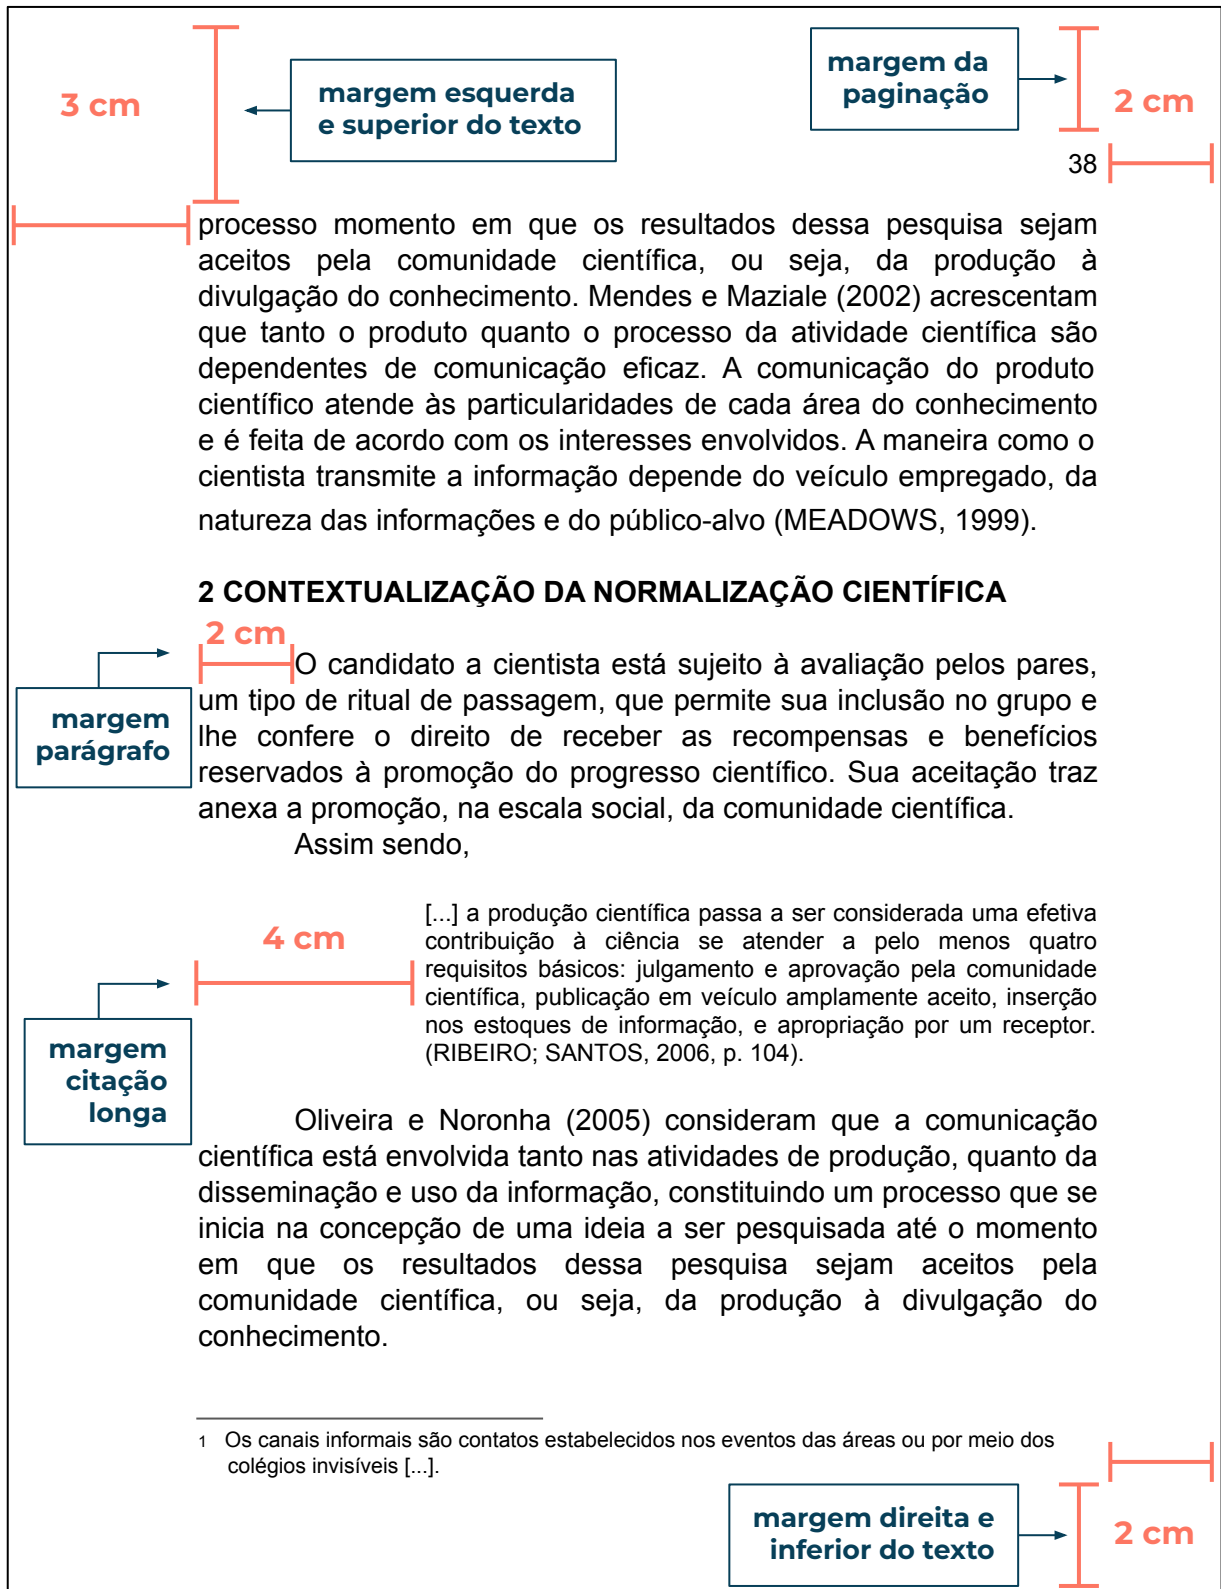 3 cm
margem esquerda
e superior do texto
margem da
paginação
2 cm
38
processo momento em que os resultados dessa pesquisa sejam
aceitos pela comunidade científica, ou seja, da produção à
divulgação do conhecimento. Mendes e Maziale (2002) acrescentam
que tanto o produto quanto o processo da atividade científica são
dependentes de comunicação eficaz. A comunicação do produto
científico atende às particularidades de cada área do conhecimento
e é feita de acordo com os interesses envolvidos. A maneira como o
cientista transmite a informação depende do veículo empregado, da
natureza das informações e do público-alvo (MEADOWS, 1999).
2 CONTEXTUALIZAÇÃO DA NORMALIZAÇÃO CIENTÍFICA
2 cm
margem
parágrafo
O candidato a cientista está sujeito à avaliação pelos pares,
um tipo de ritual de passagem, que permite sua inclusão no grupo e
lhe confere o direito de receber as recompensas e benefícios
reservados à promoção do progresso científico. Sua aceitação traz
anexa a promoção, na escala social, da comunidade científica.
Assim sendo,
4 cm
margem
citação
longa
[...] a produção científica passa a ser considerada uma efetiva
contribuição à ciência se atender a pelo menos quatro
requisitos básicos: julgamento e aprovação pela comunidade
científica, publicação em veículo amplamente aceito, inserção
nos estoques de informação, e apropriação por um receptor.
(RIBEIRO; SANTOS, 2006, p. 104).
Oliveira e Noronha (2005) consideram que a comunicação
científica está envolvida tanto nas atividades de produção, quanto da
disseminação e uso da informação, constituindo um processo que se
inicia na concepção de uma ideia a ser pesquisada até o momento
em que os resultados dessa pesquisa sejam aceitos pela
comunidade científica, ou seja, da produção à divulgação do
conhecimento.
1 Os canais informais são contatos estabelecidos nos eventos das áreas ou por meio dos
colégios invisíveis [...].
margem direita e
inferior do texto
2 cm